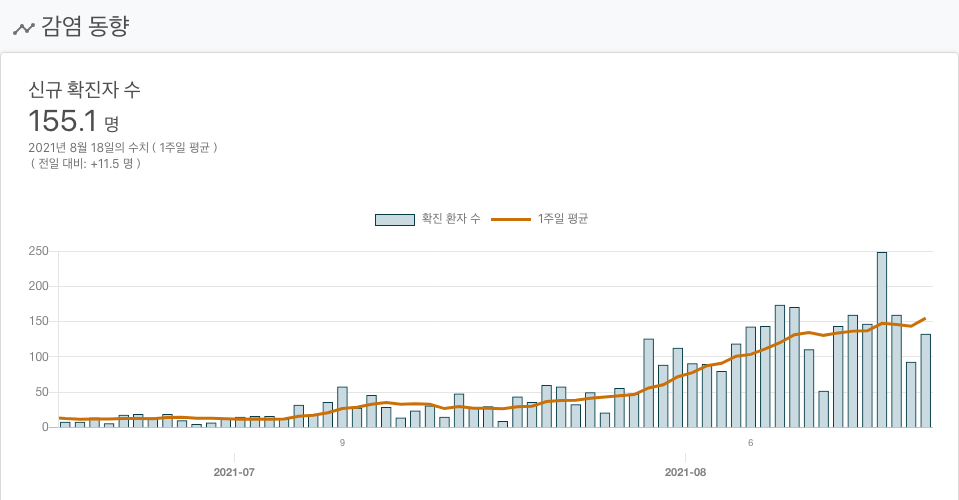 감염 동향
신규 확진자 수
155.1 명
2021년 8월 18일의 수치 ( 1주일 평균 )
( 전일 대비: +11.5 명 )
확진 환자 수 1주일 평균
250
200
150
100
50
0
9 6
2021-07 2021-08